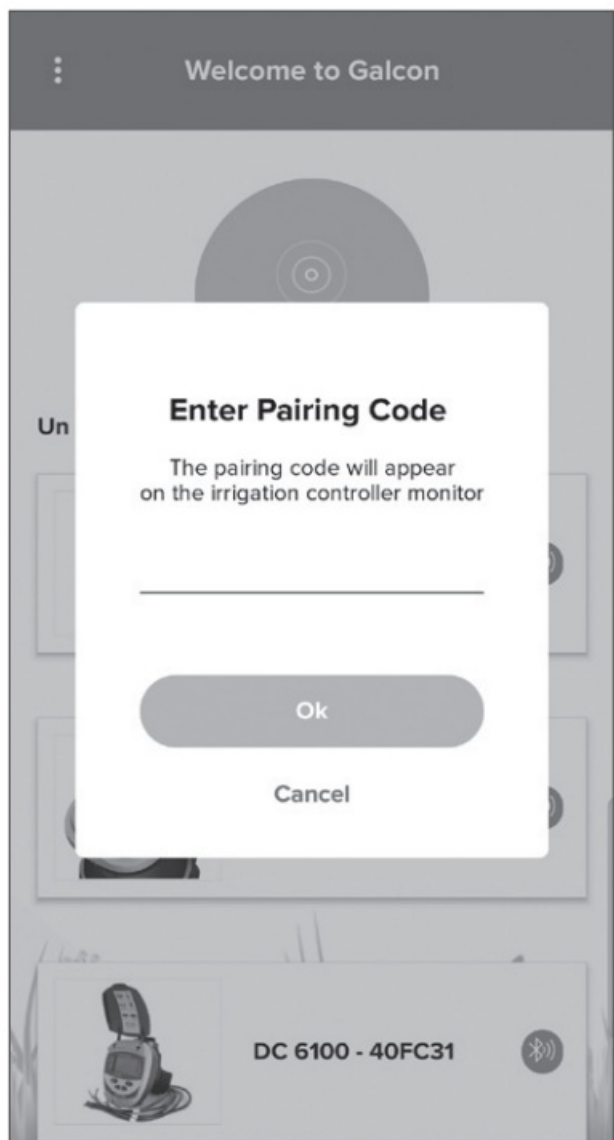 Welcome to Galcon
Un
Enter Pairing Code
The pairing code will appear
on the irrigation controller monitor
Ok
Cancel
DC 6100 - 40FC31